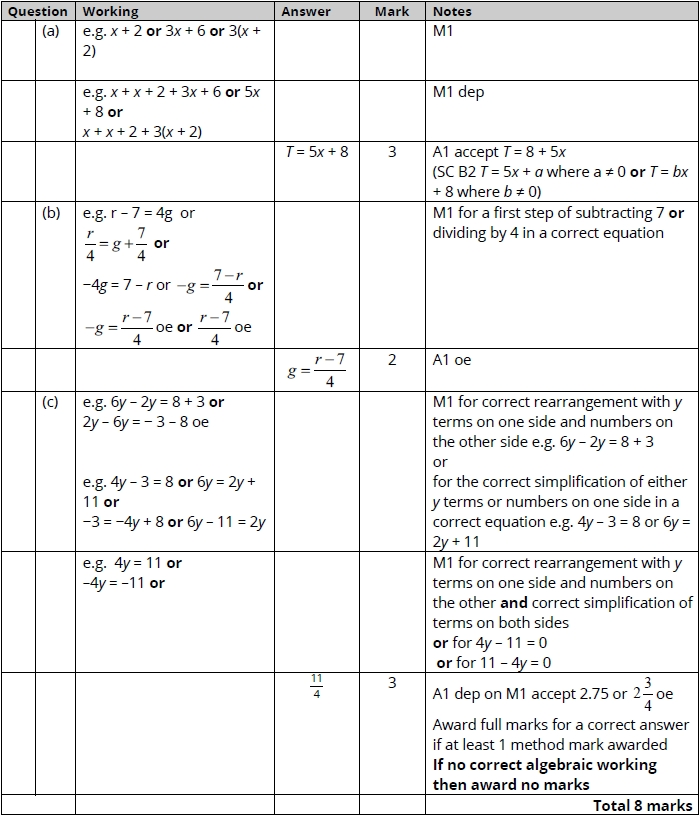 Question Working Answer Mark Notes
(a) e.g. x + 2 or 3x + 6 or 3(x + M1
2)
e.g. x + x + 2 + 3x + 6 or 5x M1 dep
+ 8 or
x + x + 2 + 3(x + 2)
T = 5x + 8 3 A1 accept T = 8 + 5x
(SC B2 T = 5x + a where a ≠ 0 or T = bx
+ 8 where b ≠ 0)
(b) e.g. r – 7 = 4g or M1 for a first step of subtracting 7 or
r/4 = g + 7/4 or dividing by 4 in a correct equation
−4g = 7 – r or −g = (7−r)/4 or
−g = (r−7)/4 oe or (r−7)/4 oe
g = (r−7)/4 2 A1 oe
(c) e.g. 6y – 2y = 8 + 3 or M1 for correct rearrangement with y
2y – 6y = – 3 – 8 oe terms on one side and numbers on
the other side e.g. 6y – 2y = 8 + 3
or
e.g. 4y – 3 = 8 or 6y = 2y + for the correct simplification of either
11 or y terms or numbers on one side in a
−3 = −4y + 8 or 6y – 11 = 2y correct equation e.g. 4y – 3 = 8 or 6y =
2y + 11
e.g. 4y = 11 or M1 for correct rearrangement with y
−4y = −11 or terms on one side and numbers on
the other and correct simplification of
terms on both sides
or for 4y – 11 = 0
or for 11 – 4y = 0
11/4 3 A1 dep on M1 accept 2.75 or 2 3/4 oe
Award full marks for a correct answer
if at least 1 method mark awarded
If no correct algebraic working
then award no marks
Total 8 marks